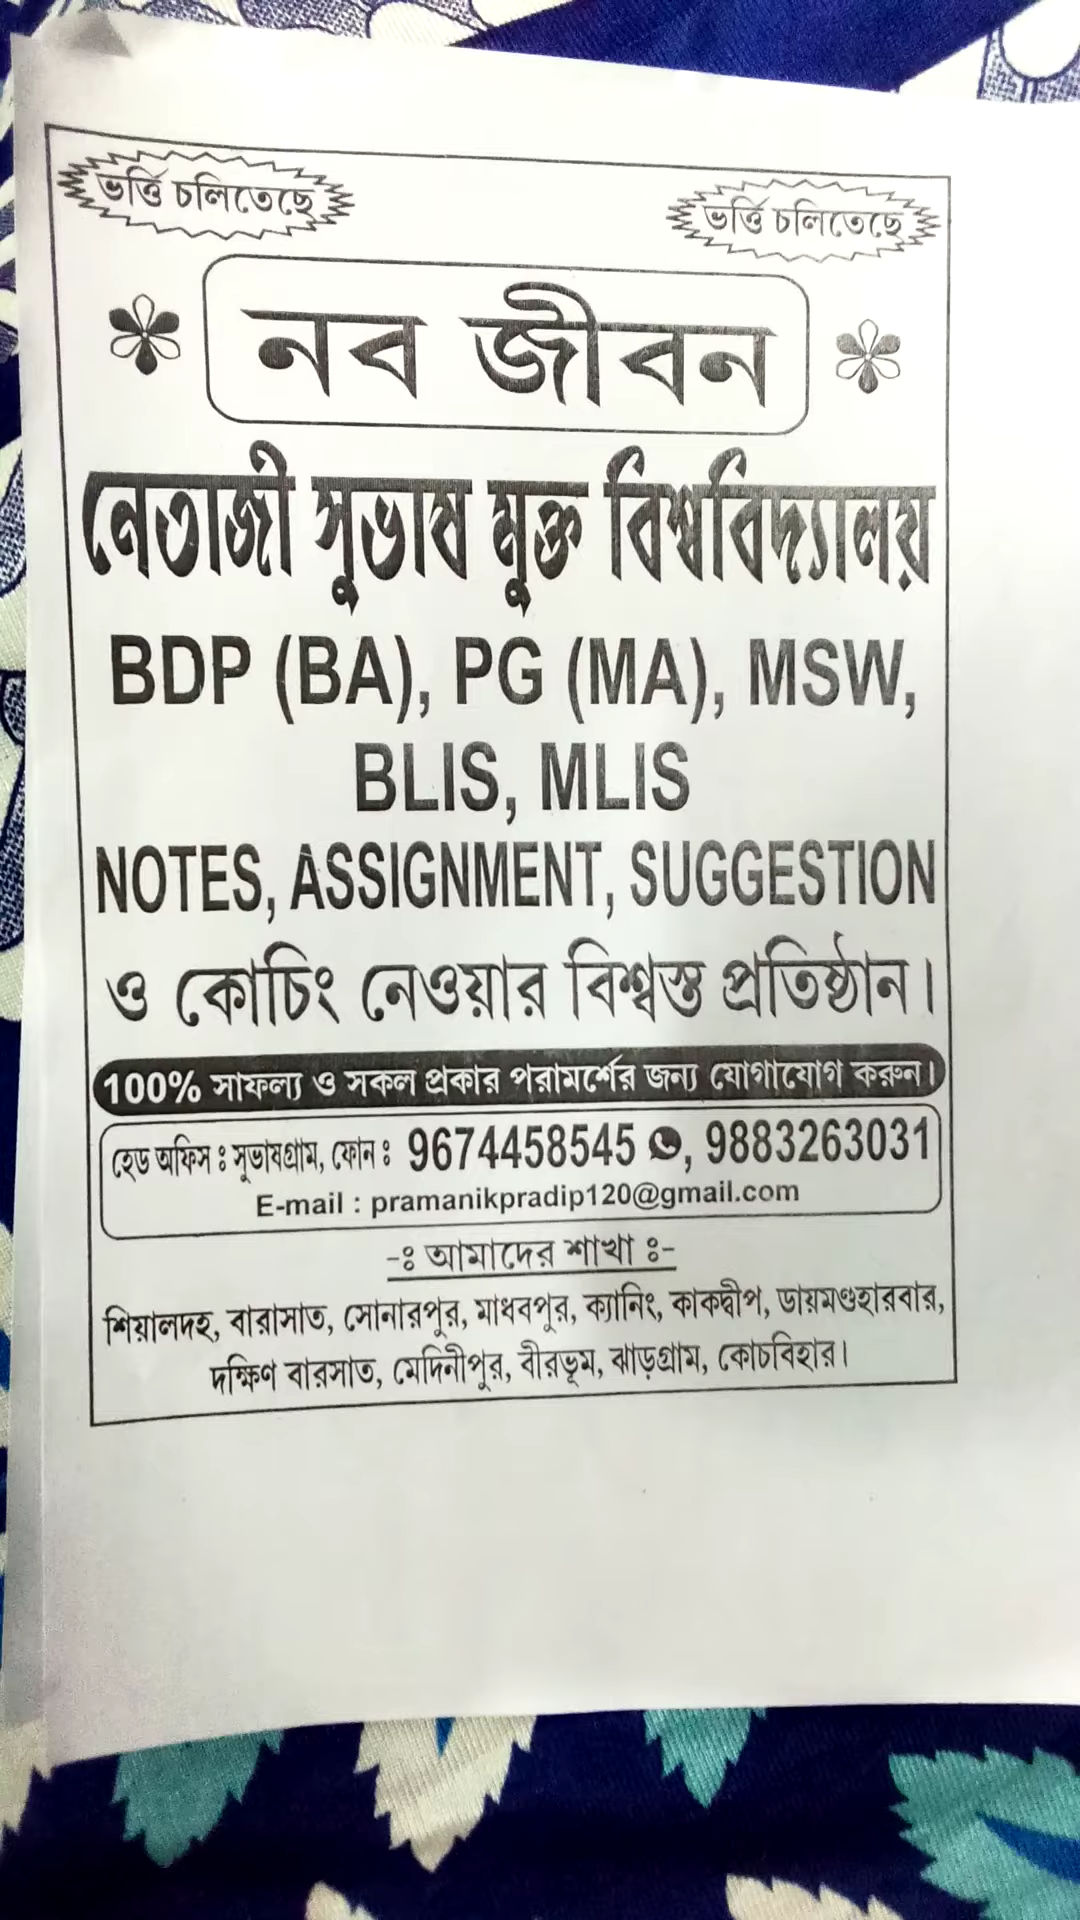 ভর্ত্তি চলিতেছে
ভর্ত্তি চলিতেছে
নব জীবন
নেতাজী সুভাষ মুক্ত বিশ্ববিদ্যালয়
BDP (BA), PG (MA), MSW,
BLIS, MLIS
NOTES, ASSIGNMENT, SUGGESTION
ও কোচিং নেওয়ার বিশ্বস্ত প্রতিষ্ঠান।
100% সাফল্য ও সকল প্রকার পরামর্শের জন্য যোগাযোগ করুন।
হেড অফিস ঃ সুভাষগ্রাম, ফোন ঃ 9674458545, 9883263031
E-mail : pramanikpradip120@gmail.com
-ঃ আমাদের শাখা ঃ-
শিয়ালদহ, বারাসাত, সোনারপুর, মাধবপুর, ক্যানিং, কাকদ্বীপ, ডায়মণ্ডহারবার,
দক্ষিণ বারসাত, মেদিনীপুর, বীরভূম, ঝাড়গ্রাম, কোচবিহার।